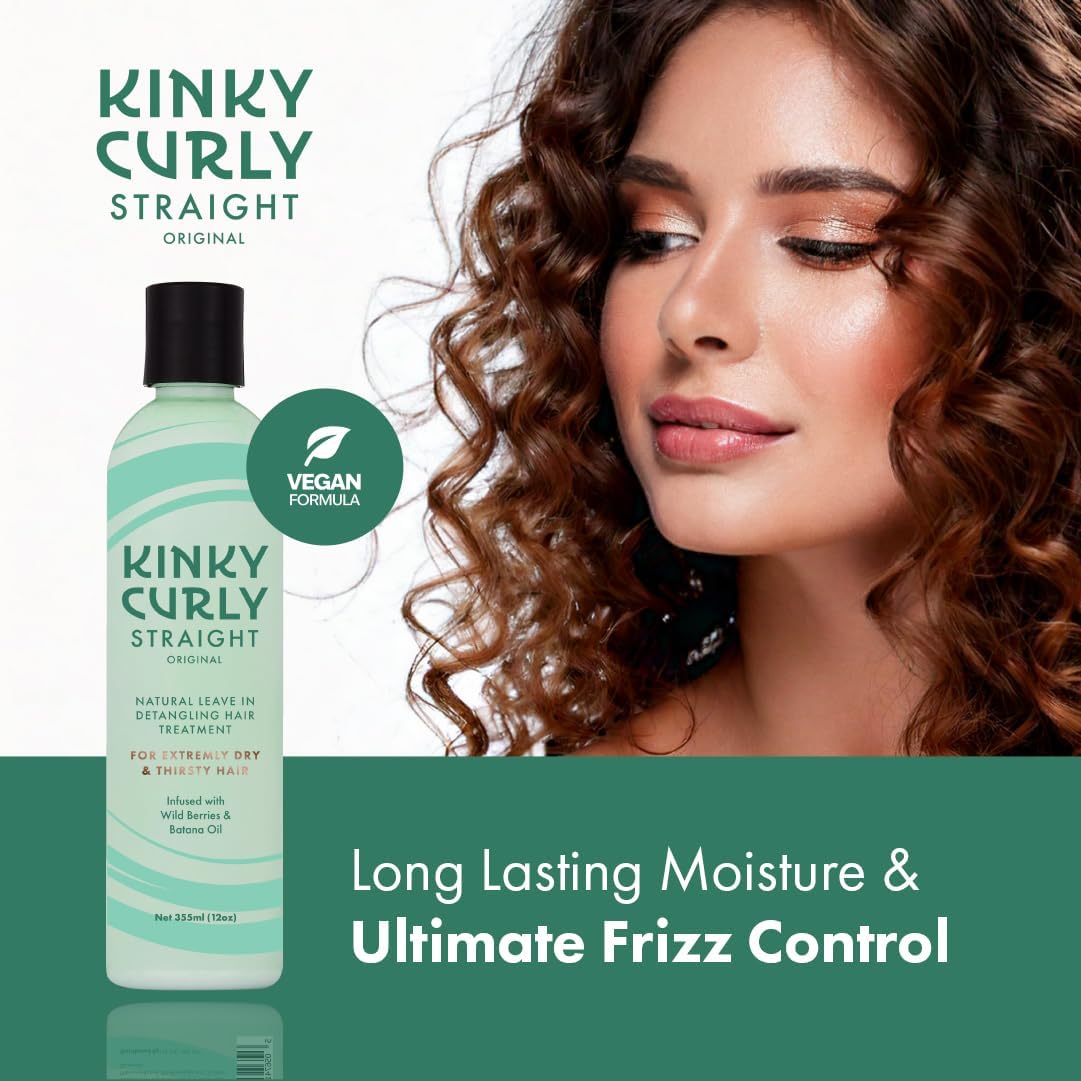 KINKY
CURLY
STRAIGHT
ORIGINAL
VEGAN
FORMULA
KINKY
CURLY
STRAIGHT
ORIGINAL
NATURAL LEAVE IN
DETANGLING HAIR
TREATMENT
FOR EXTREMLY DRY
& THIRSTY HAIR
Infused with
Wild Berries &
Batana Oil
Net 355ml (12oz)
Long Lasting Moisture &
Ultimate Frizz Control